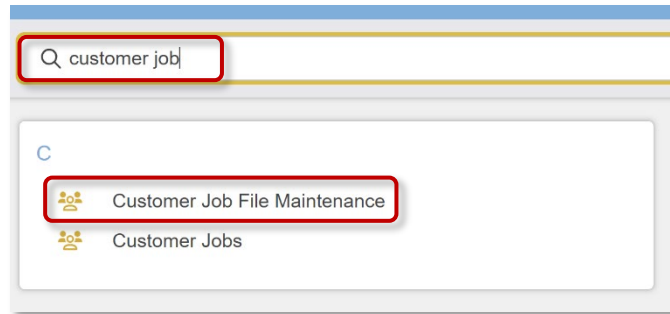 customer job
C
Customer Job File Maintenance
Customer Jobs